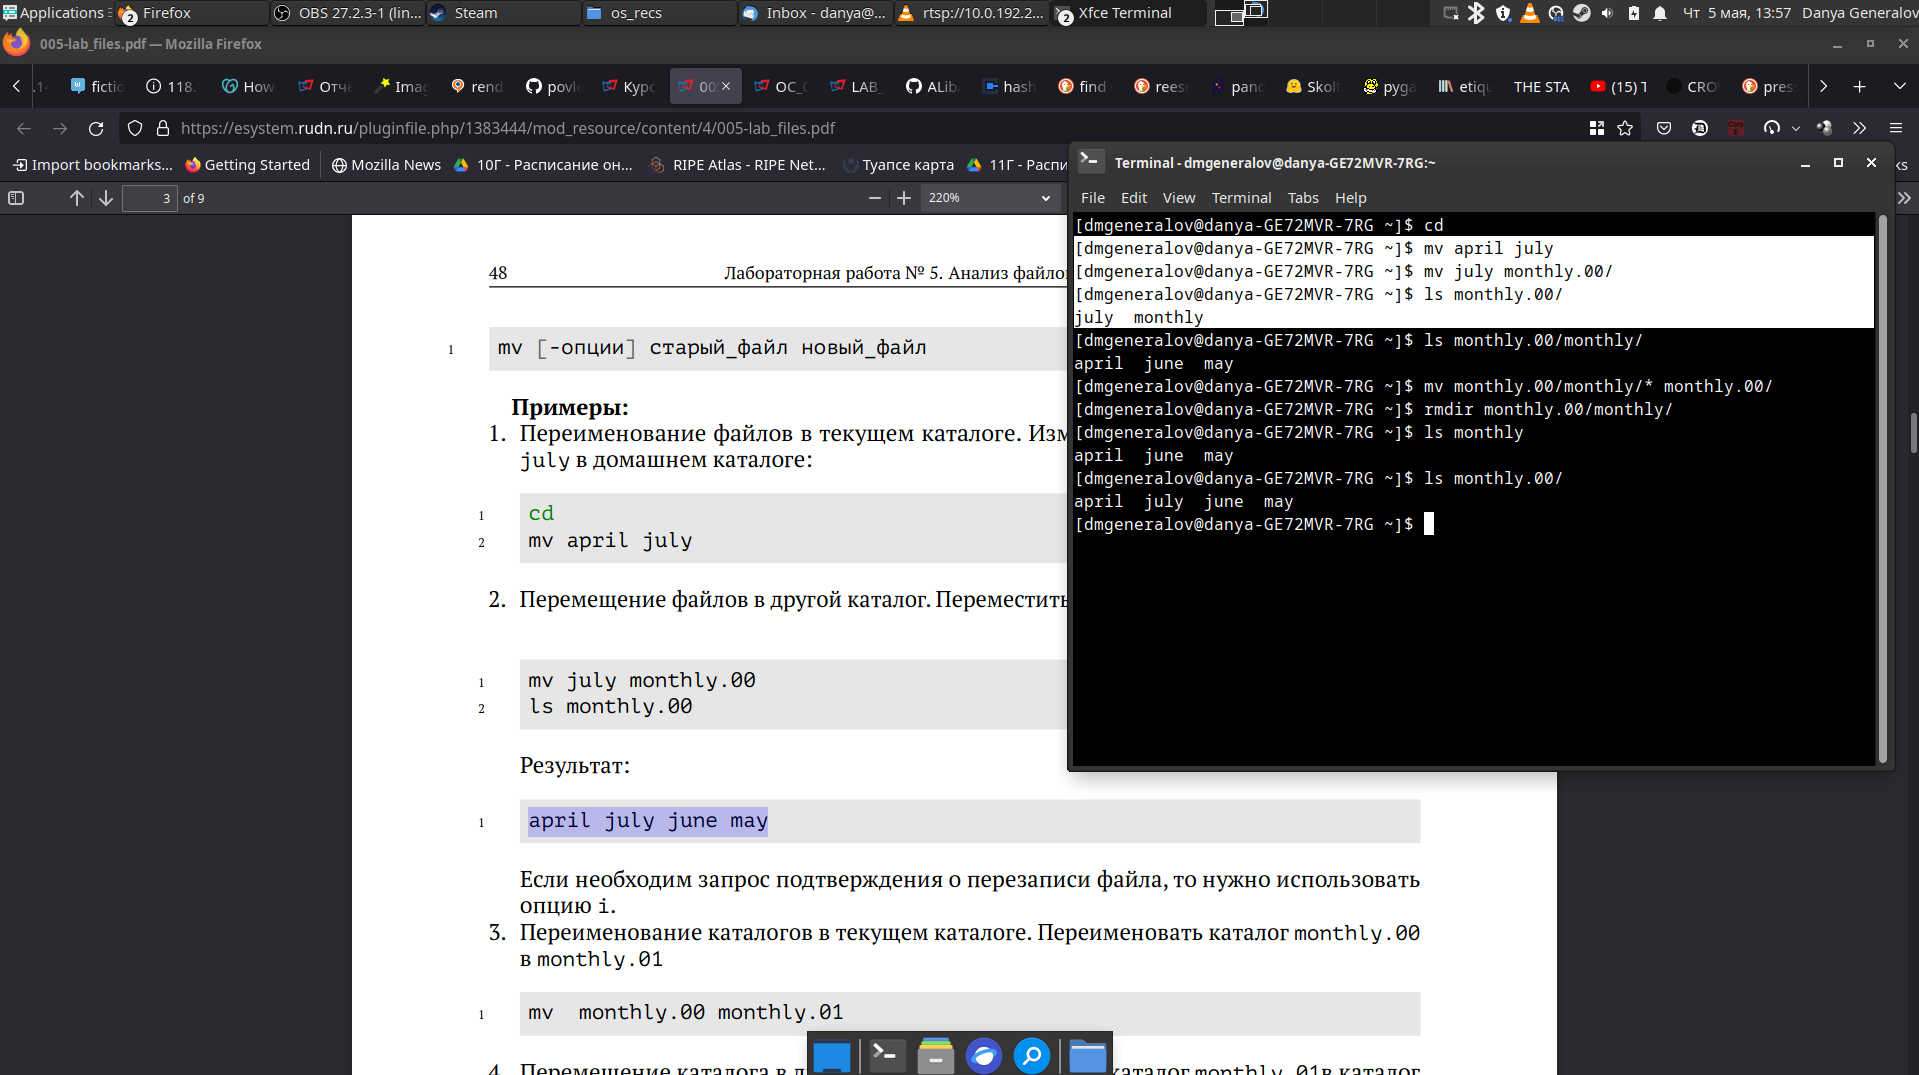 Applications
2 Firefox
OBS 27.2.3-1 (lin...
Steam
os_recs
Inbox - danya@...
rtsp://10.0.192.2...
2 Xfce Terminal
Чт 5 мая, 13:57
Danya Generalov
005-lab_files.pdf — Mozilla Firefox
fictio
118.
How
Отчё
Imag
rend
povle
Курс
00
OC_
LAB_
ALib
hash
find
reese
pand
Skolt
pyga
etiqu
THE STA
(15) T
CRO
pres
https://esystem.rudn.ru/pluginfile.php/1383444/mod_resource/content/4/005-lab_files.pdf
Import bookmarks...
Getting Started
Mozilla News
10Г - Расписание он...
RIPE Atlas - RIPE Net...
Туапсе карта
11Г - Распи
ks
3 of 9
220%
48 Лабораторная работа № 5. Анализ файло
1 mv [-опции] старый_файл новый_файл
Примеры:
1. Переименование файлов в текущем каталоге. Изм
july в домашнем каталоге:
1 cd
2 mv april july
2. Перемещение файлов в другой каталог. Переместить
1 mv july monthly.00
2 ls monthly.00
Результат:
1 april july june may
Если необходим запрос подтверждения о перезаписи файла, то нужно использовать
опцию i.
3. Переименование каталогов в текущем каталоге. Переименовать каталог monthly.00
в monthly.01
1 mv  monthly.00 monthly.01
4. Перемещение каталога в д каталог monthly.01в каталог
Terminal - dmgeneralov@danya-GE72MVR-7RG:~
File Edit View Terminal Tabs Help
[dmgeneralov@danya-GE72MVR-7RG ~]$ cd
[dmgeneralov@danya-GE72MVR-7RG ~]$ mv april july
[dmgeneralov@danya-GE72MVR-7RG ~]$ mv july monthly.00/
[dmgeneralov@danya-GE72MVR-7RG ~]$ ls monthly.00/
july  monthly
[dmgeneralov@danya-GE72MVR-7RG ~]$ ls monthly.00/monthly/
april  june  may
[dmgeneralov@danya-GE72MVR-7RG ~]$ mv monthly.00/monthly/* monthly.00/
[dmgeneralov@danya-GE72MVR-7RG ~]$ rmdir monthly.00/monthly/
[dmgeneralov@danya-GE72MVR-7RG ~]$ ls monthly
april  june  may
[dmgeneralov@danya-GE72MVR-7RG ~]$ ls monthly.00/
april  july  june  may
[dmgeneralov@danya-GE72MVR-7RG ~]$